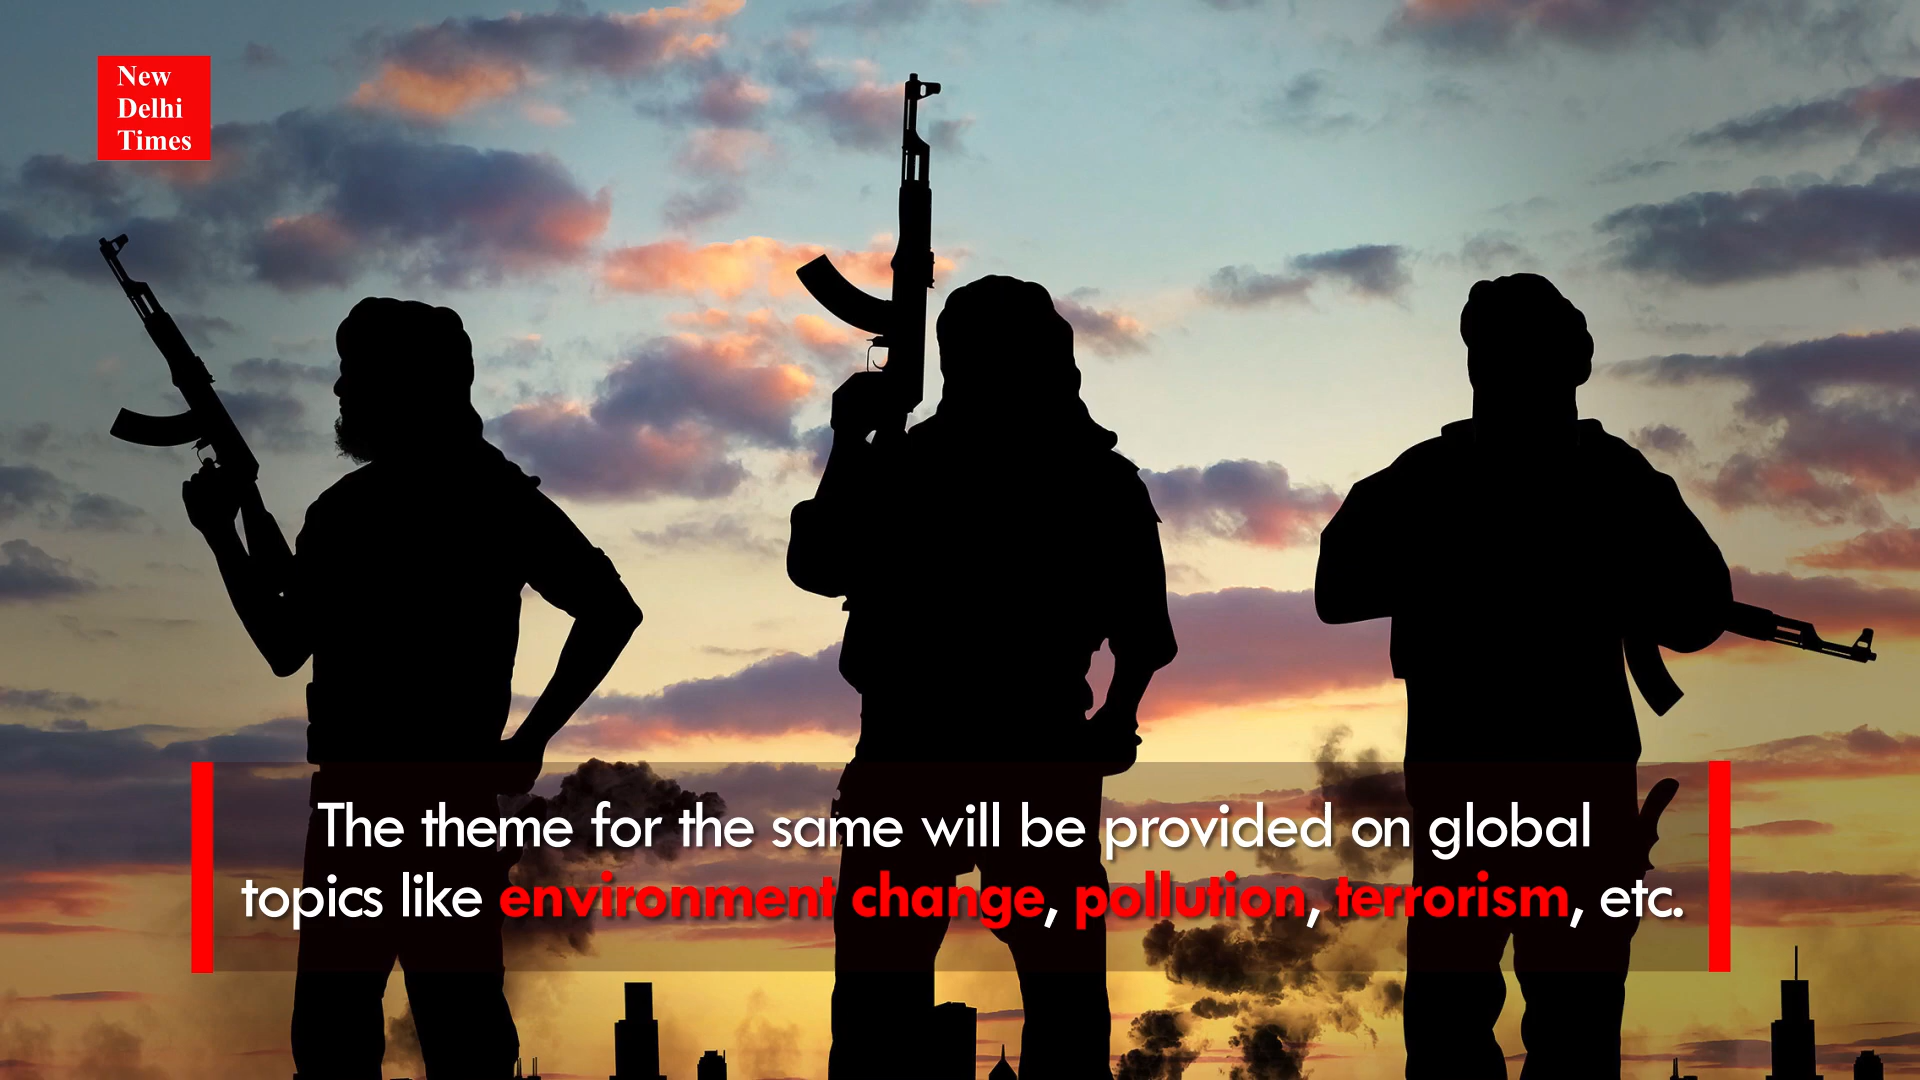 New
Delhi
Times
The theme for the same will be provided on global
topics like environment change, pollution, terrorism, etc.